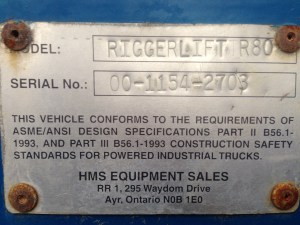 MODEL: RIGGERLIFT R80
SERIAL No.: 00-1154-2703
THIS VEHICLE CONFORMS TO THE REQUIREMENTS OF
ASME/ANSI DESIGN SPECIFICATIONS PART II B56.1-
1993, AND PART III B56.1-1993 CONSTRUCTION SAFETY
STANDARDS FOR POWERED INDUSTRIAL TRUCKS.
HMS EQUIPMENT SALES
RR 1, 295 Waydom Drive
Ayr, Ontario N0B 1E0